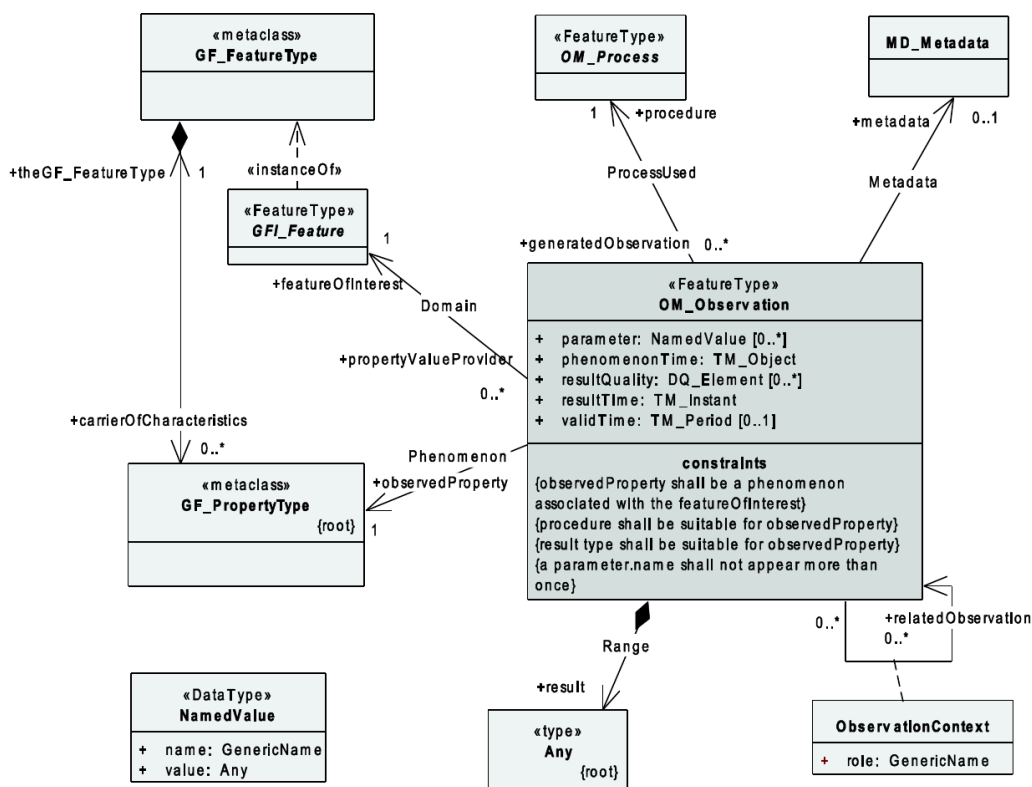 «metaclass»
GF_FeatureType
«FeatureType»
OM_Process
MD_Metadata
+theGF_FeatureType
1
«instanceOf»
1
+procedure
+metadata
0..1
ProcessUsed
Metadata
«FeatureType»
GFI_Feature
1
+featureOfInterest
+generatedObservation
0..*
Domain
+propertyValueProvider
0..*
«FeatureType»
OM_Observation
+ parameter: NamedValue [0..*]
+ phenomenonTime: TM_Object
+ resultQuality: DQ_Element [0..*]
+ resultTime: TM_Instant
+ validTime: TM_Period [0..1]
constraints
{observedProperty shall be a phenomenon
associated with the featureOfInterest}
{procedure shall be suitable for observedProperty}
{result type shall be suitable for observedProperty}
{a parameter.name shall not appear more than
once}
+carrierOfCharacteristics
0..*
Phenomenon
+observedProperty
1
«metaclass»
GF_PropertyType
{root}
0..*
+relatedObservation
0..*
Range
+result
«DataType»
NamedValue
+ name: GenericName
+ value: Any
«type»
Any
{root}
ObservationContext
+ role: GenericName